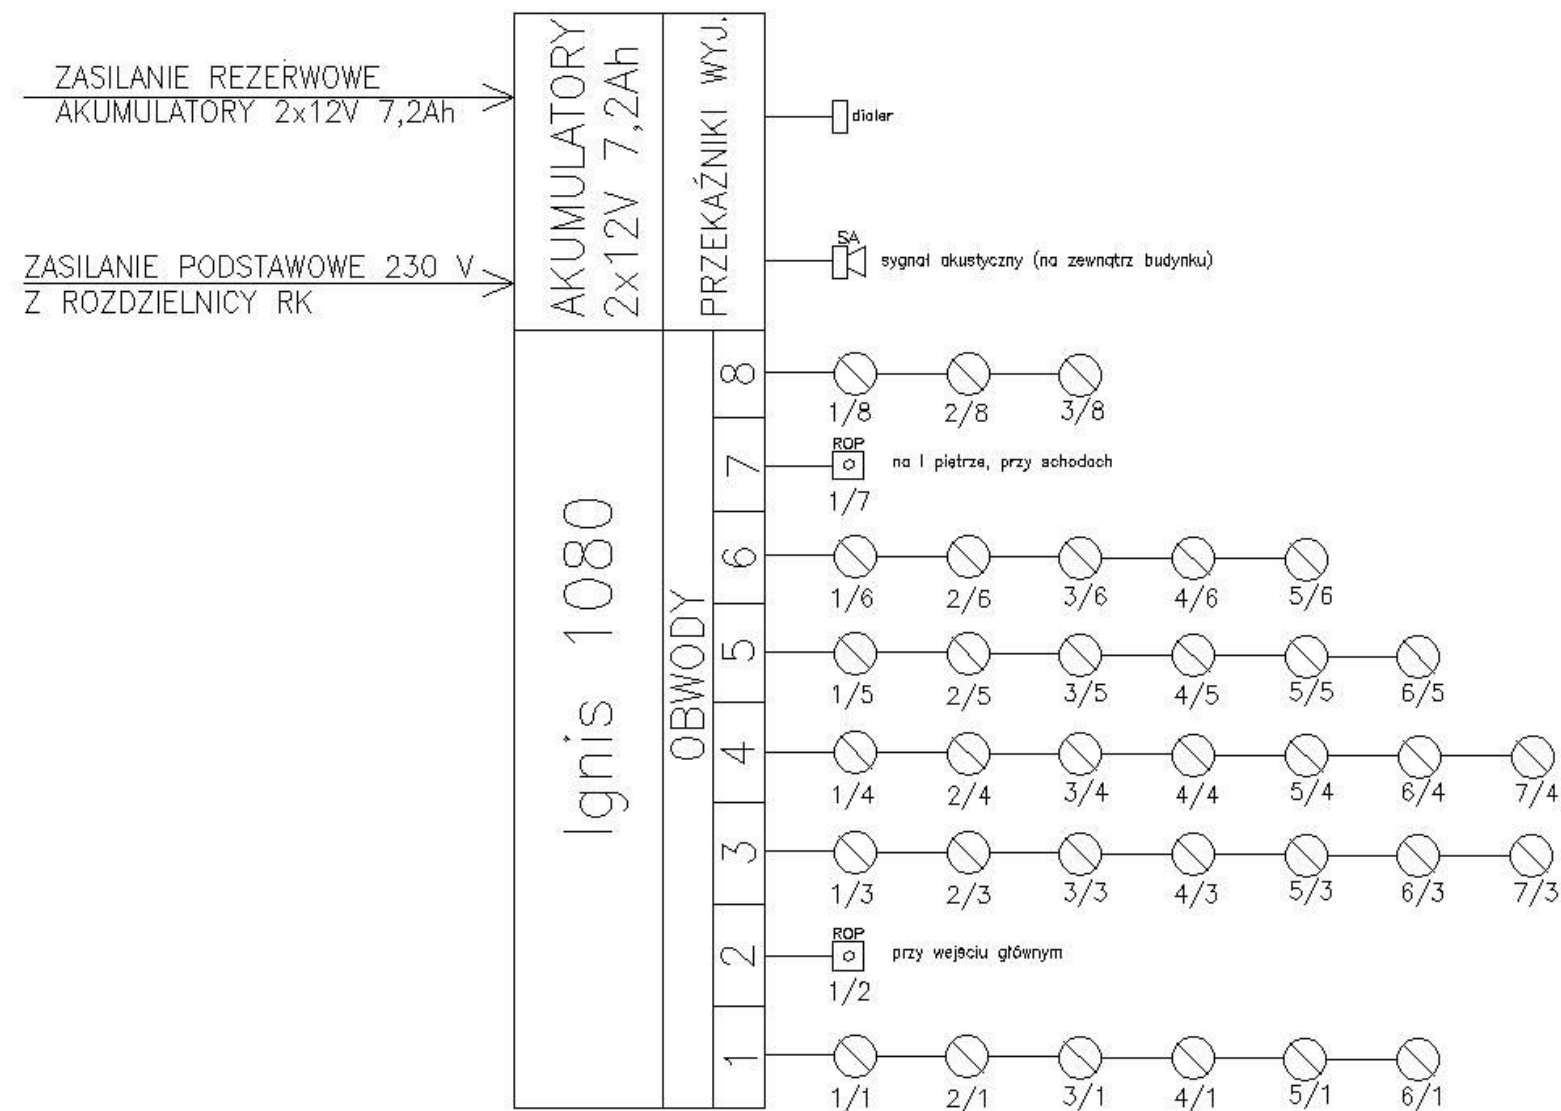 ZASILANIE REZERWOWE
AKUMULATORY 2x12V 7,2Ah
ZASILANIE PODSTAWOWE 230 V
Z ROZDZIELNICY RK
AKUMULATORY
2x12V 7,2Ah
PRZEKAŹNIKI WYJ.
dialer
SA
sygnał akustyczny (na zewnątrz budynku)
Ignis 1080
OBWODY
8
1/8 2/8 3/8
7
ROP
na I piętrze, przy schodach
1/7
6
1/6 2/6 3/6 4/6 5/6
5
1/5 2/5 3/5 4/5 5/5 6/5
4
1/4 2/4 3/4 4/4 5/4 6/4 7/4
3
1/3 2/3 3/3 4/3 5/3 6/3 7/3
2
ROP
przy wejściu głównym
1/2
1
1/1 2/1 3/1 4/1 5/1 6/1